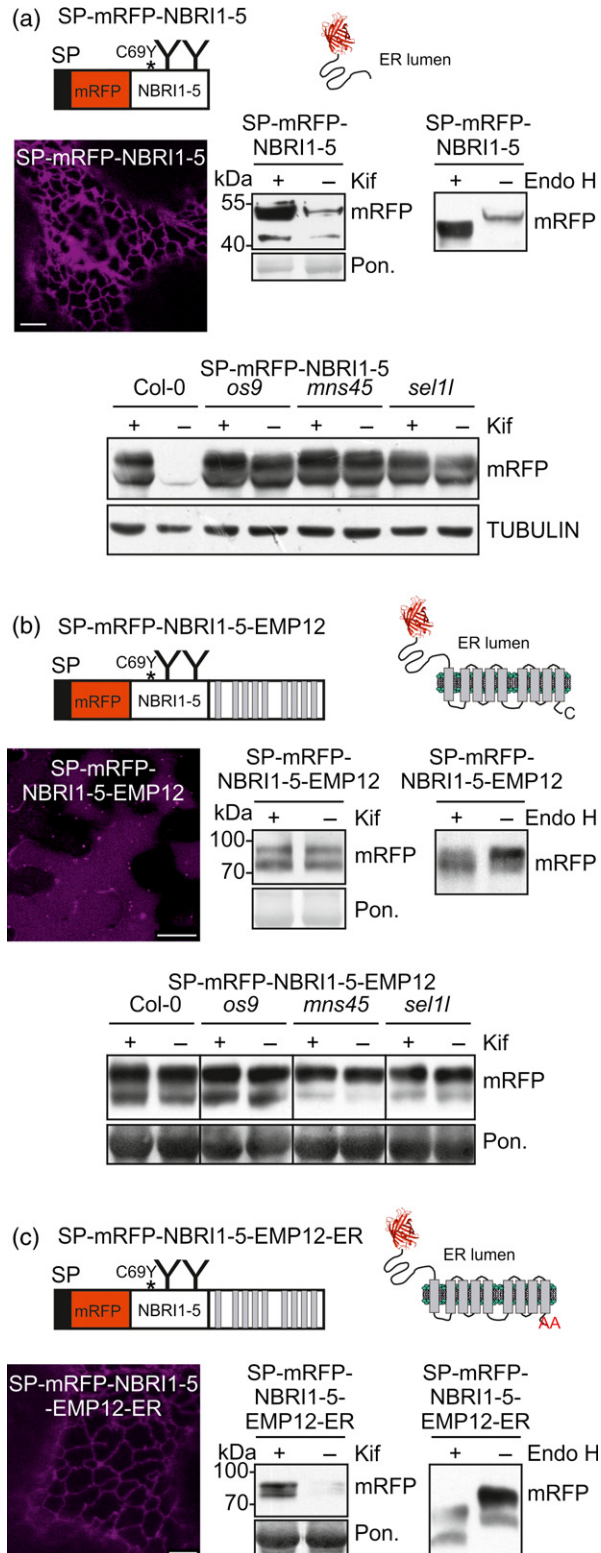 (a) SP-mRFP-NBRI1-5
SP
C69Y
*
mRFP
NBRI1-5
ER lumen
SP-mRFP-NBRI1-5
SP-mRFP-
NBRI1-5
kDa + – Kif
55
40
mRFP
Pon.
SP-mRFP-
NBRI1-5
+ – Endo H
mRFP
SP-mRFP-NBRI1-5
Col-0 os9 mns45 sel1l
+ – + – + – + – Kif
mRFP
TUBULIN
(b) SP-mRFP-NBRI1-5-EMP12
SP
C69Y
*
mRFP
NBRI1-5
ER lumen
C
SP-mRFP-
NBRI1-5-EMP12
SP-mRFP-
NBRI1-5-EMP12
kDa + – Kif
100
70
mRFP
Pon.
SP-mRFP-
NBRI1-5-EMP12
+ – Endo H
mRFP
SP-mRFP-NBRI1-5-EMP12
Col-0 os9 mns45 sel1l
+ – + – + – + – Kif
mRFP
Pon.
(c) SP-mRFP-NBRI1-5-EMP12-ER
SP
C69Y
*
mRFP
NBRI1-5
ER lumen
AA
SP-mRFP-NBRI1-5
-EMP12-ER
SP-mRFP-
NBRI1-5-
EMP12-ER
kDa + – Kif
100
70
mRFP
Pon.
SP-mRFP-
NBRI1-5-
EMP12-ER
+ – Endo H
mRFP